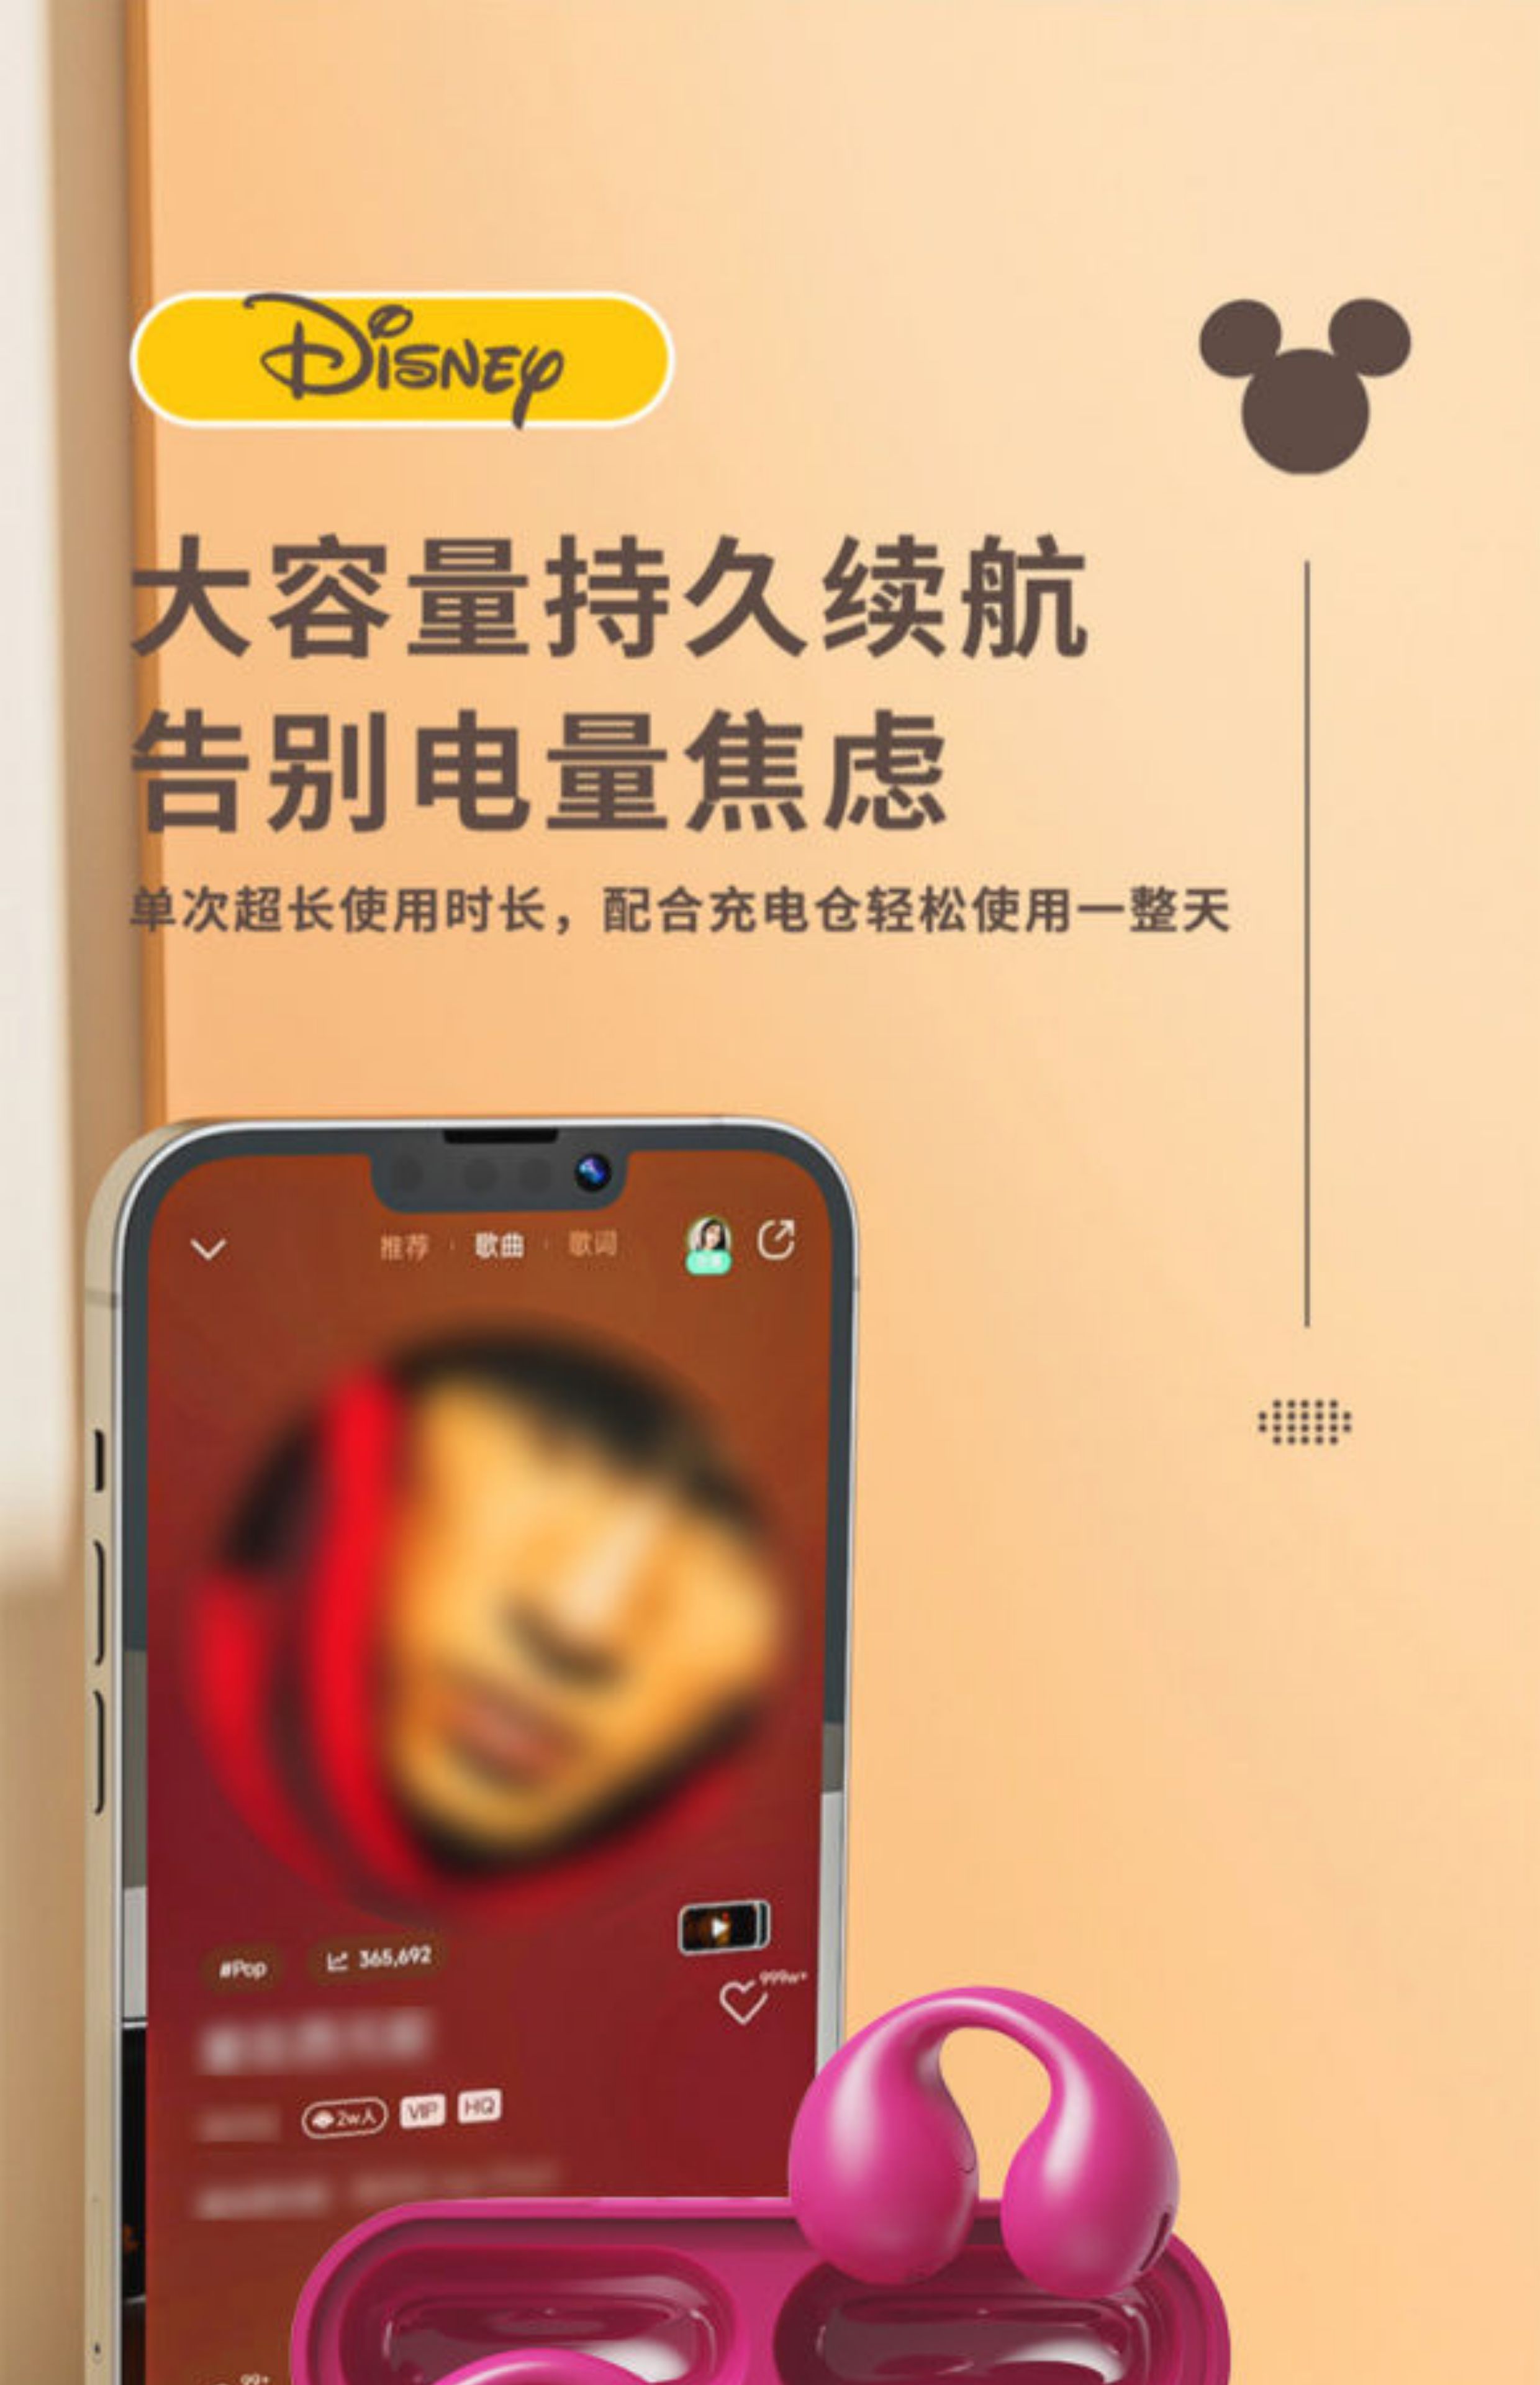 Disney
大容量持久续航
告别电量焦虑
单次超长使用时长，配合充电仓轻松使用一整天
推荐 · 歌曲 · 歌词
#Pop 365,692
999w+
2w人 VIP HQ
99+